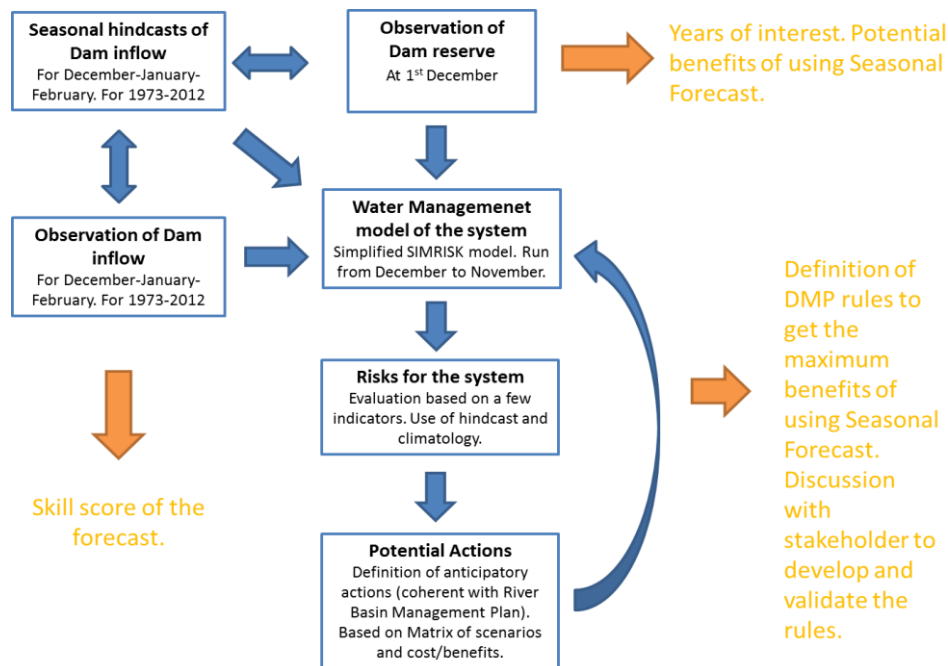 Seasonal hindcasts of
Dam inflow
For December-January-
February. For 1973-2012
Observation of
Dam reserve
At 1st December
Years of interest. Potential
benefits of using Seasonal
Forecast.
Observation of Dam
inflow
For December-January-
February. For 1973-2012
Water Managemenet
model of the system
Simplified SIMRISK model. Run
from December to November.
Risks for the system
Evaluation based on a few
indicators. Use of hindcast and
climatology.
Potential Actions
Definition of anticipatory
actions (coherent with River
Basin Management Plan).
Based on Matrix of scenarios
and cost/benefits.
Skill score of the
forecast.
Definition of
DMP rules to
get the
maximum
benefits of
using Seasonal
Forecast.
Discussion
with
stakeholder to
develop and
validate the
rules.